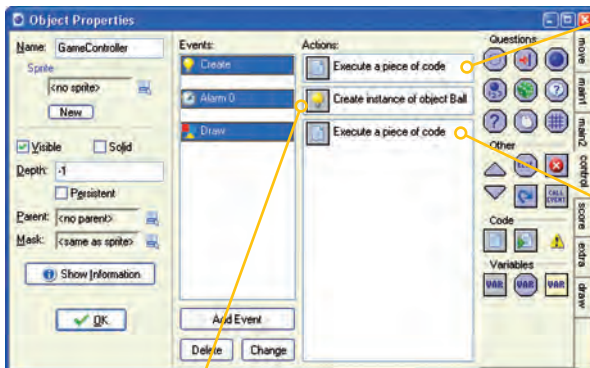 Object Properties
Name: GameController
Sprite
<no sprite>
New
Visible
Solid
Depth: -1
Persistent
Parent: <no parent>
Mask: <same as sprite>
Show Information
OK
Events:
Create
Alarm 0
Draw
Add Event
Delete
Change
Actions:
Execute a piece of code
Create instance of object Ball
Execute a piece of code
Questions
Other
CALL
EVENT
Code
Variables
VAR
VAR
VAR
move
main1
main2
control
score
extra
draw